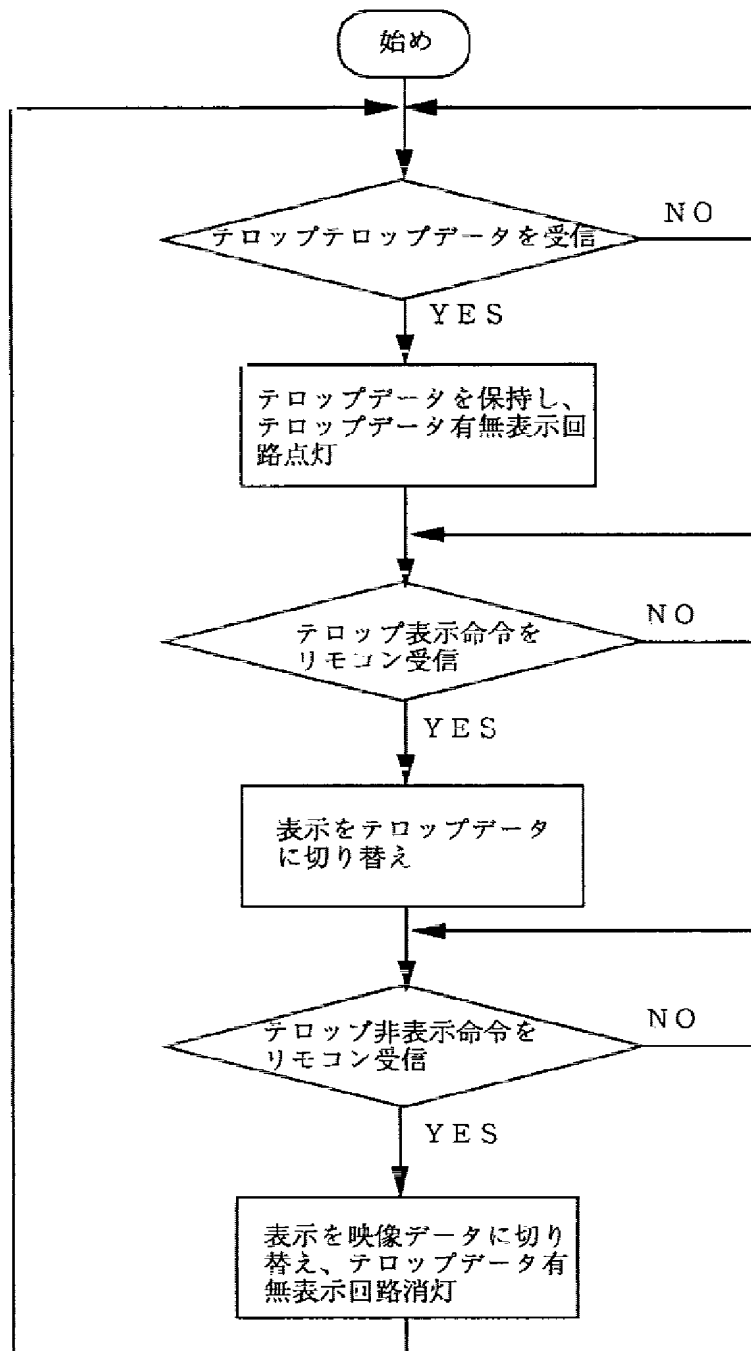 始め
テロップテロップデータを受信
NO
YES
テロップデータを保持し、
テロップデータ有無表示回
路点灯
テロップ表示命令を
リモコン受信
NO
YES
表示をテロップデータ
に切り替え
テロップ非表示命令を
リモコン受信
NO
YES
表示を映像データに切り
替え、テロップデータ有
無表示回路消灯